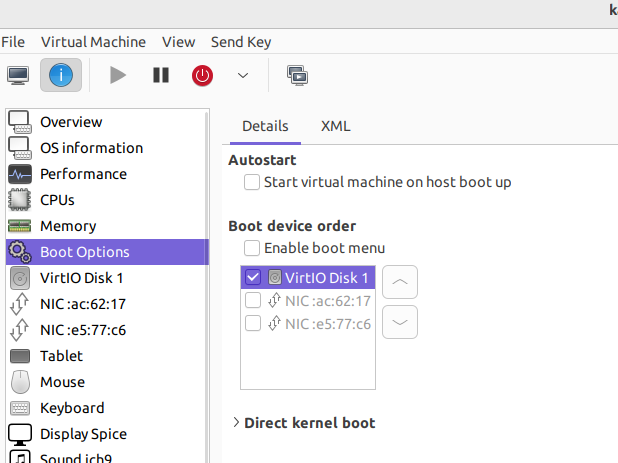 k
File Virtual Machine View Send Key
Overview
OS information
Performance
CPUs
Memory
Boot Options
VirtIO Disk 1
NIC :ac:62:17
NIC :e5:77:c6
Tablet
Mouse
Keyboard
Display Spice
Sound ich9
Details XML
Autostart
Start virtual machine on host boot up
Boot device order
Enable boot menu
VirtIO Disk 1
NIC :ac:62:17
NIC :e5:77:c6
Direct kernel boot